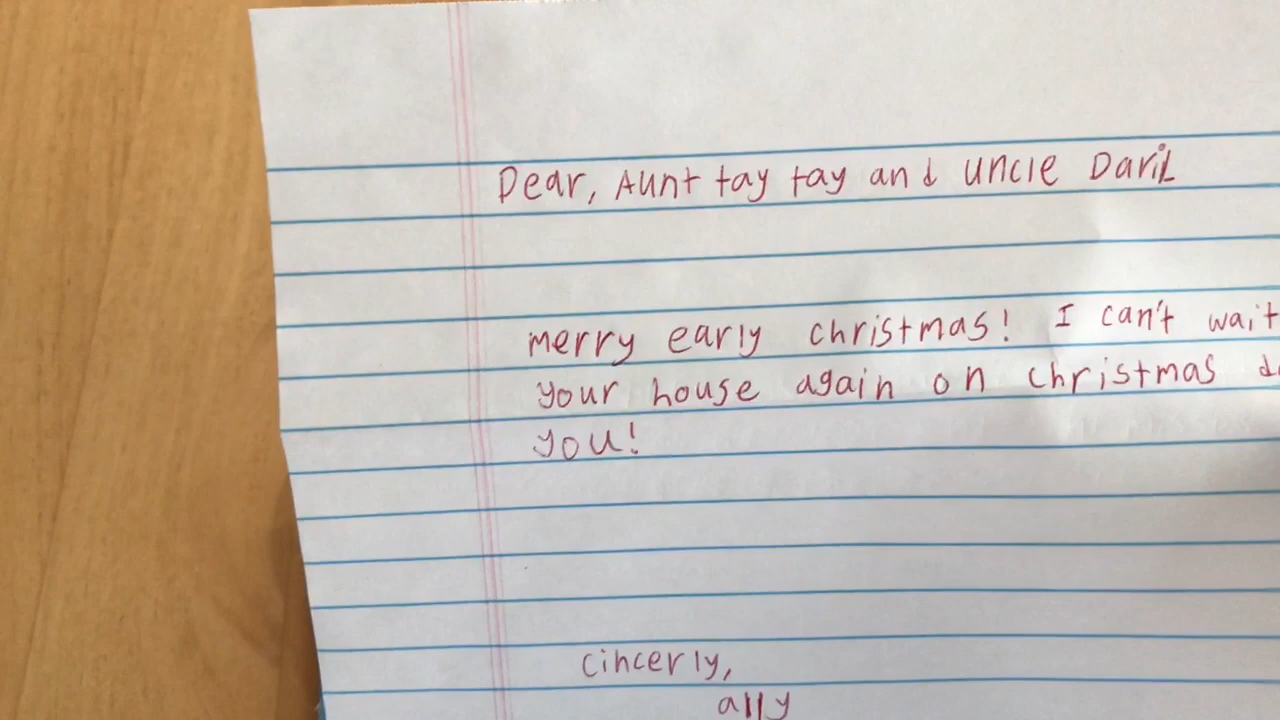 Dear, Aunt tay tay and uncle Daril
merry early christmas! I can't wait
your house again on christmas
you!
cincerly,
ally